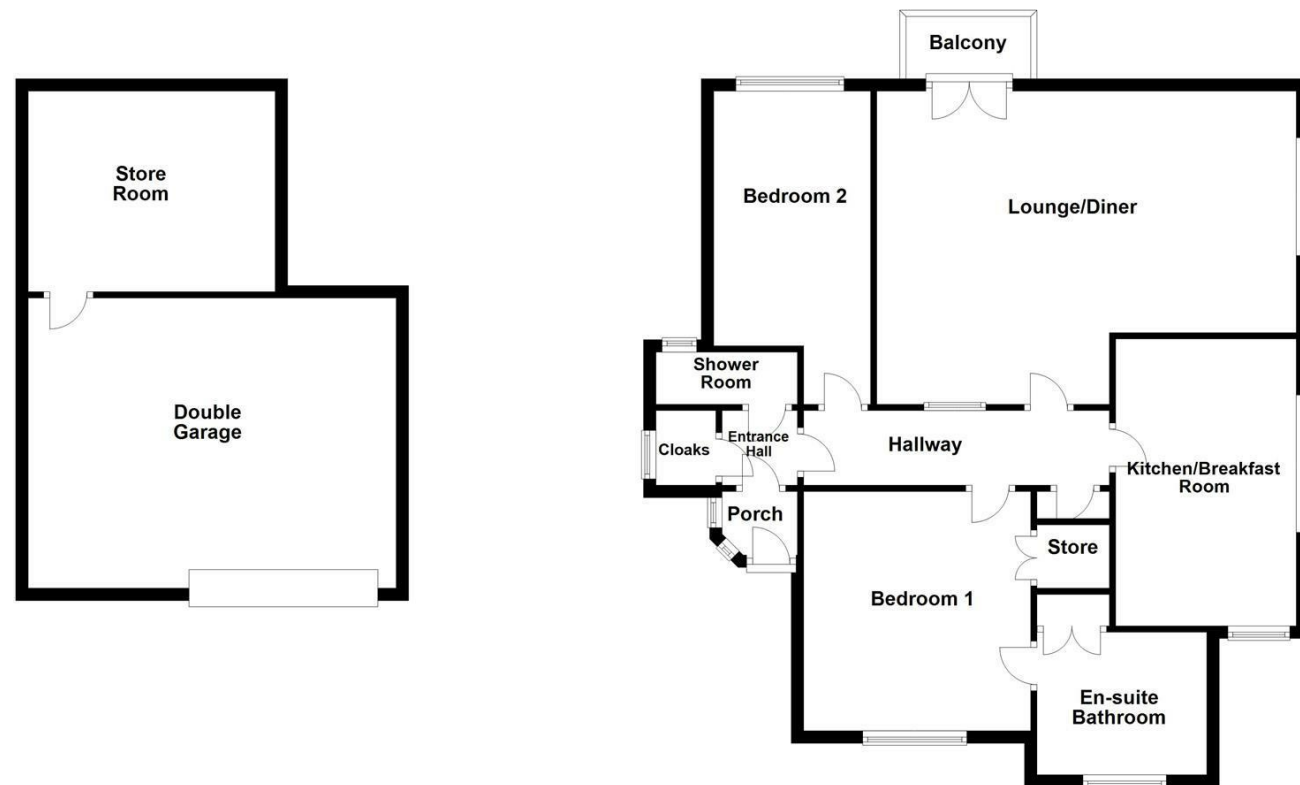 Balcony
Store
Room
Bedroom 2
Lounge/Diner
Shower
Room
Double
Garage
Cloaks
Entrance
Hall
Hallway
Kitchen/Breakfast
Room
Porch
Store
Bedroom 1
En-suite
Bathroom